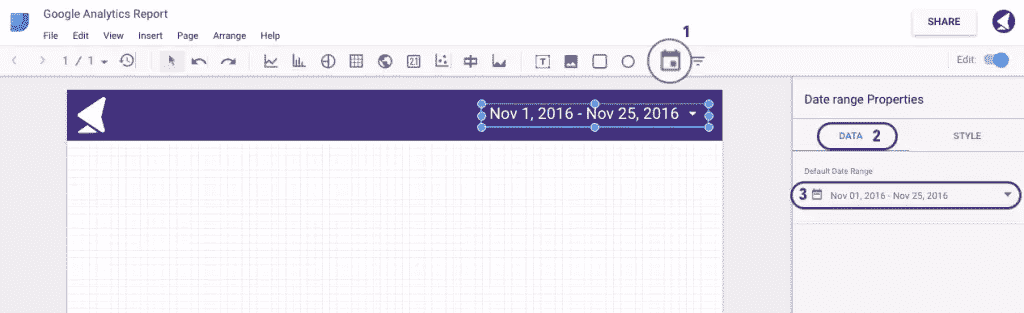 Google Analytics Report
File Edit View Insert Page Arrange Help
SHARE
1
1 / 1
21
T
Edit:
Nov 1, 2016 - Nov 25, 2016
Date range Properties
DATA 2 STYLE
Default Date Range
3 Nov 01, 2016 - Nov 25, 2016